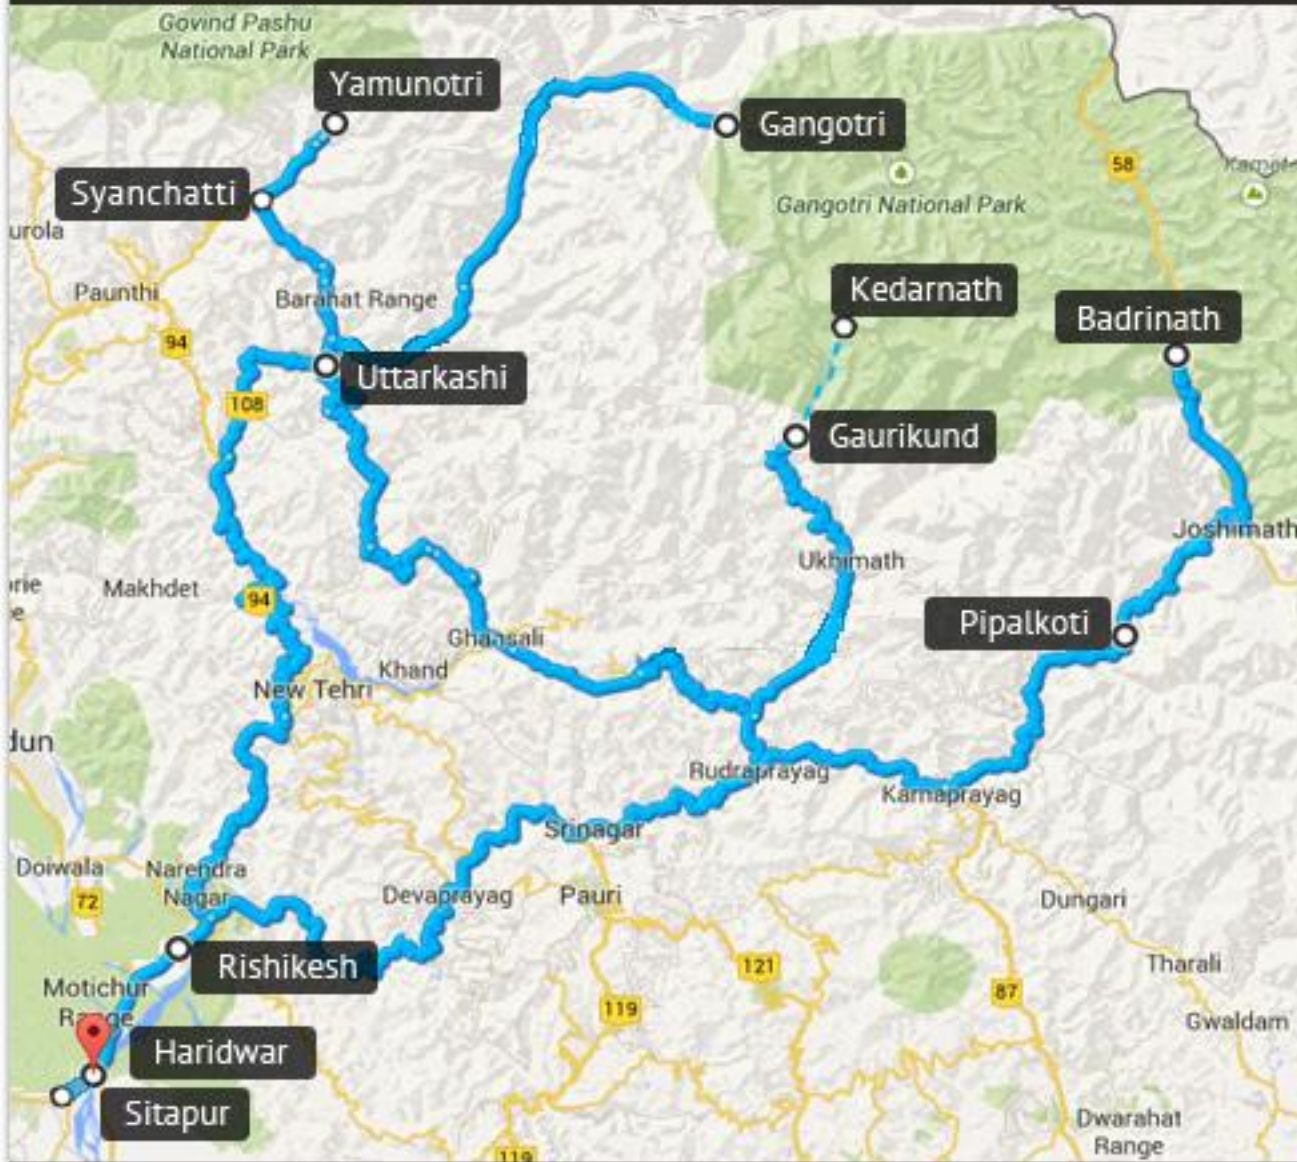 Govind Pashu
National Park
Yamunotri
Gangotri
58
Syanchatti
Gangotri National Park
urola
Kedarnath
Paunthi
Barahat Range
Badrinath
94
Uttarkashi
108
Gaurikund
Joshimath
Ukhimath
Makhdet
94
Pipalkoti
Ghansali
Khand
New Tehri
dun
Rudraprayag
Karnaprayag
Srinagar
Doiwala
Narendra
Nagar
72
Devaprayag
Pauri
Dungari
Rishikesh
121
Tharali
Motichur
Range
119
87
Gwaldam
Haridwar
Sitapur
Dwarahat
Range
119